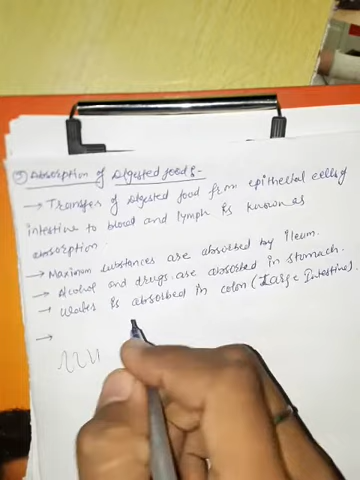 ⑤ Absorption of Digested food :-
→ Transfer of Digested food from epithelial cells of
intestine to blood and lymph is known as
absorption.
→ Maximum substances are absorbed by ileum.
→ Alcohol and drugs are absorbed in stomach.
→ Water is absorbed in colon (Large Intestine).
→